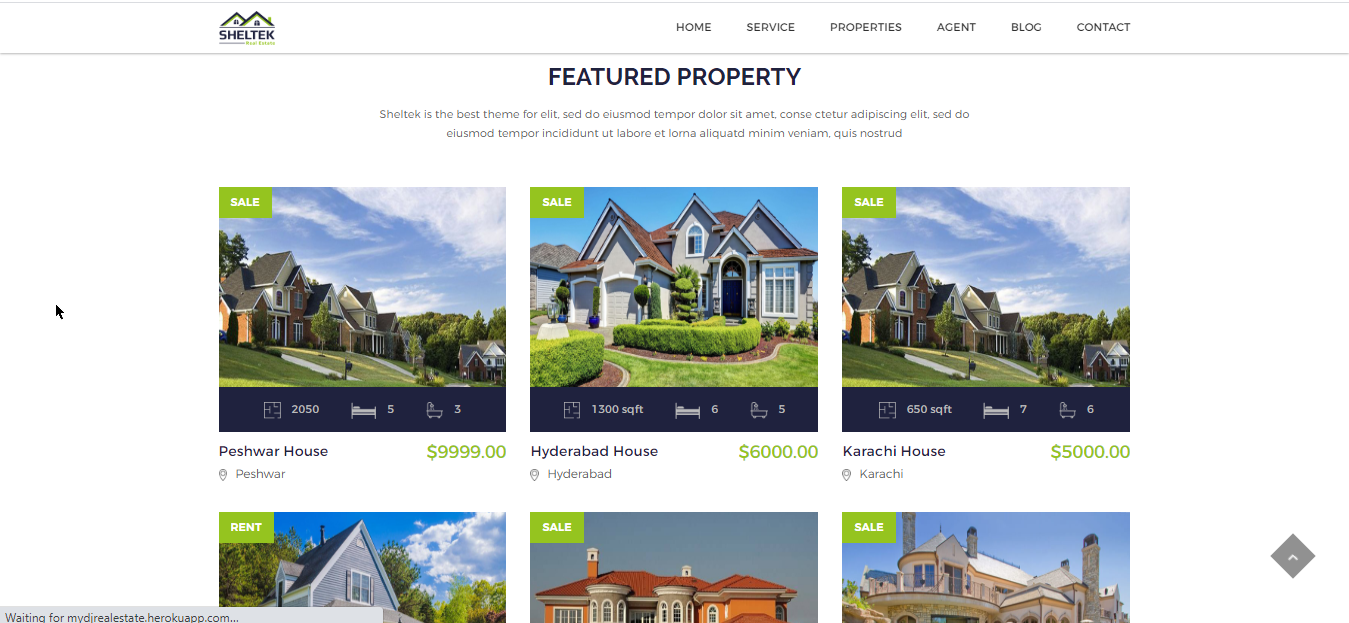 SHELTEK
Real Estate
HOME SERVICE PROPERTIES AGENT BLOG CONTACT
FEATURED PROPERTY
Sheltek is the best theme for elit, sed do eiusmod tempor dolor sit amet, conse ctetur adipiscing elit, sed do
eiusmod tempor incididunt ut labore et lorna aliquatd minim veniam, quis nostrud
SALE
2050 5 3
Peshwar House $9999.00
Peshwar
SALE
1300 sqft 6 5
Hyderabad House $6000.00
Hyderabad
SALE
650 sqft 7 6
Karachi House $5000.00
Karachi
RENT
SALE
SALE
Waiting for mydjrealestate.herokuapp.com...